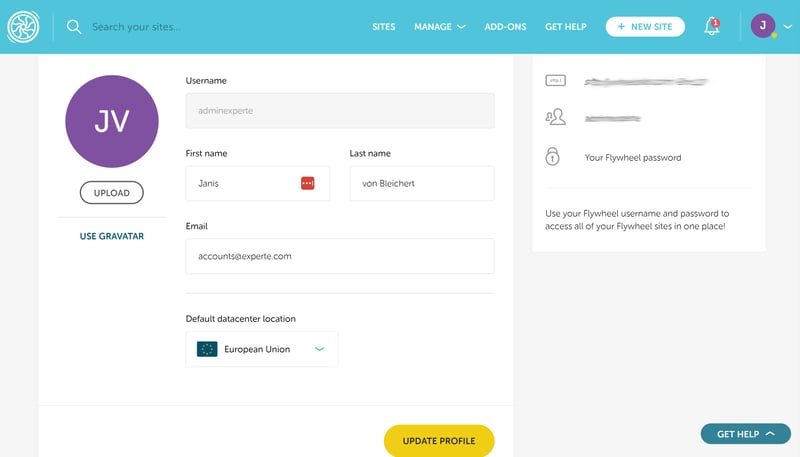 Search your sites...
SITES
MANAGE
ADD-ONS
GET HELP
+ NEW SITE
1
J
JV
UPLOAD
USE GRAVATAR
Username
adminexperte
First name
Last name
Janis
von Bleichert
Email
accounts@experte.com
Default datacenter location
European Union
UPDATE PROFILE
Your Flywheel password
Use your Flywheel username and password to
access all of your Flywheel sites in one place!
GET HELP